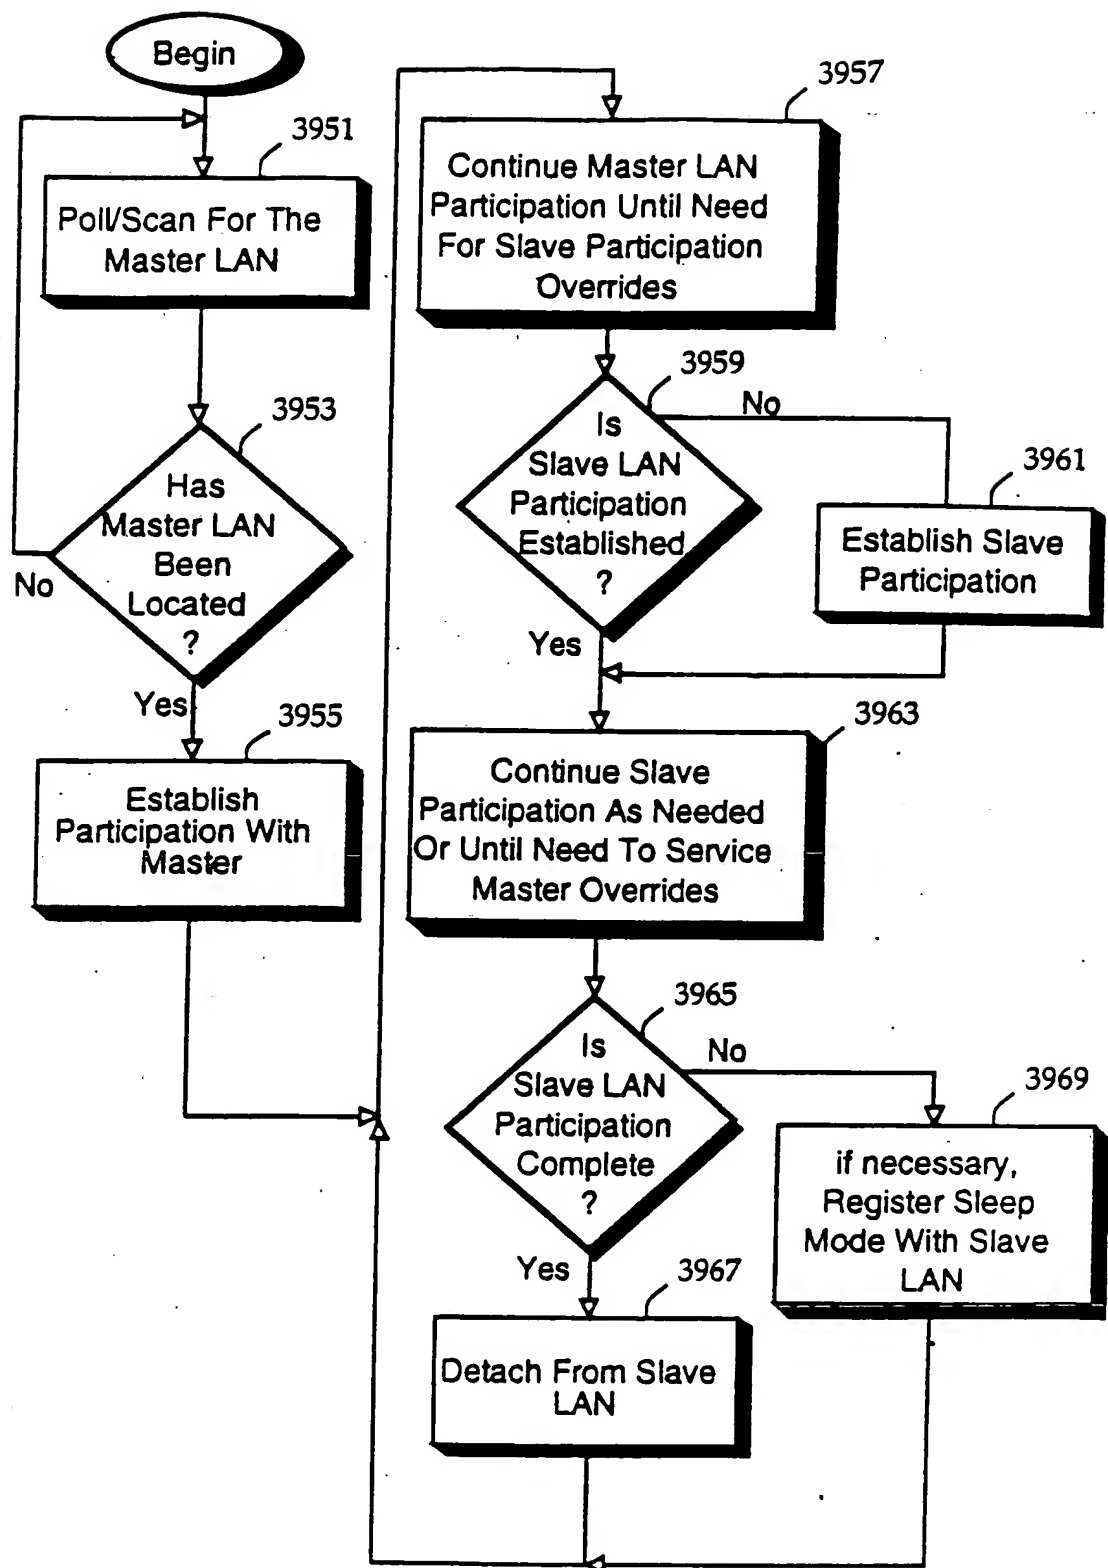 Begin
3951
Poll/Scan For The
Master LAN
3953
Has
Master LAN
Been
Located
?
No
Yes
3955
Establish
Participation With
Master
3957
Continue Master LAN
Participation Until Need
For Slave Participation
Overrides
3959
Is
Slave LAN
Participation
Established
?
No
Yes
3961
Establish Slave
Participation
3963
Continue Slave
Participation As Needed
Or Until Need To Service
Master Overrides
3965
Is
Slave LAN
Participation
Complete
?
No
Yes
3969
if necessary,
Register Sleep
Mode With Slave
LAN
3967
Detach From Slave
LAN